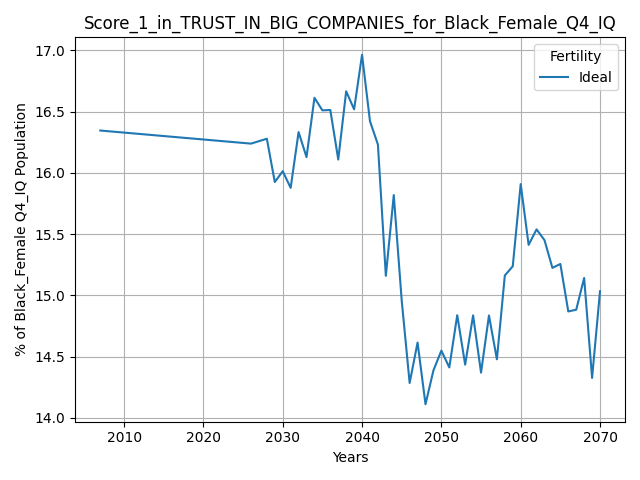 Score_1_in_TRUST_IN_BIG_COMPANIES_for_Black_Female_Q4_IQ
Fertility
Ideal
% of Black_Female Q4_IQ Population
17.0
16.5
16.0
15.5
15.0
14.5
14.0
2010 2020 2030 2040 2050 2060 2070
Years